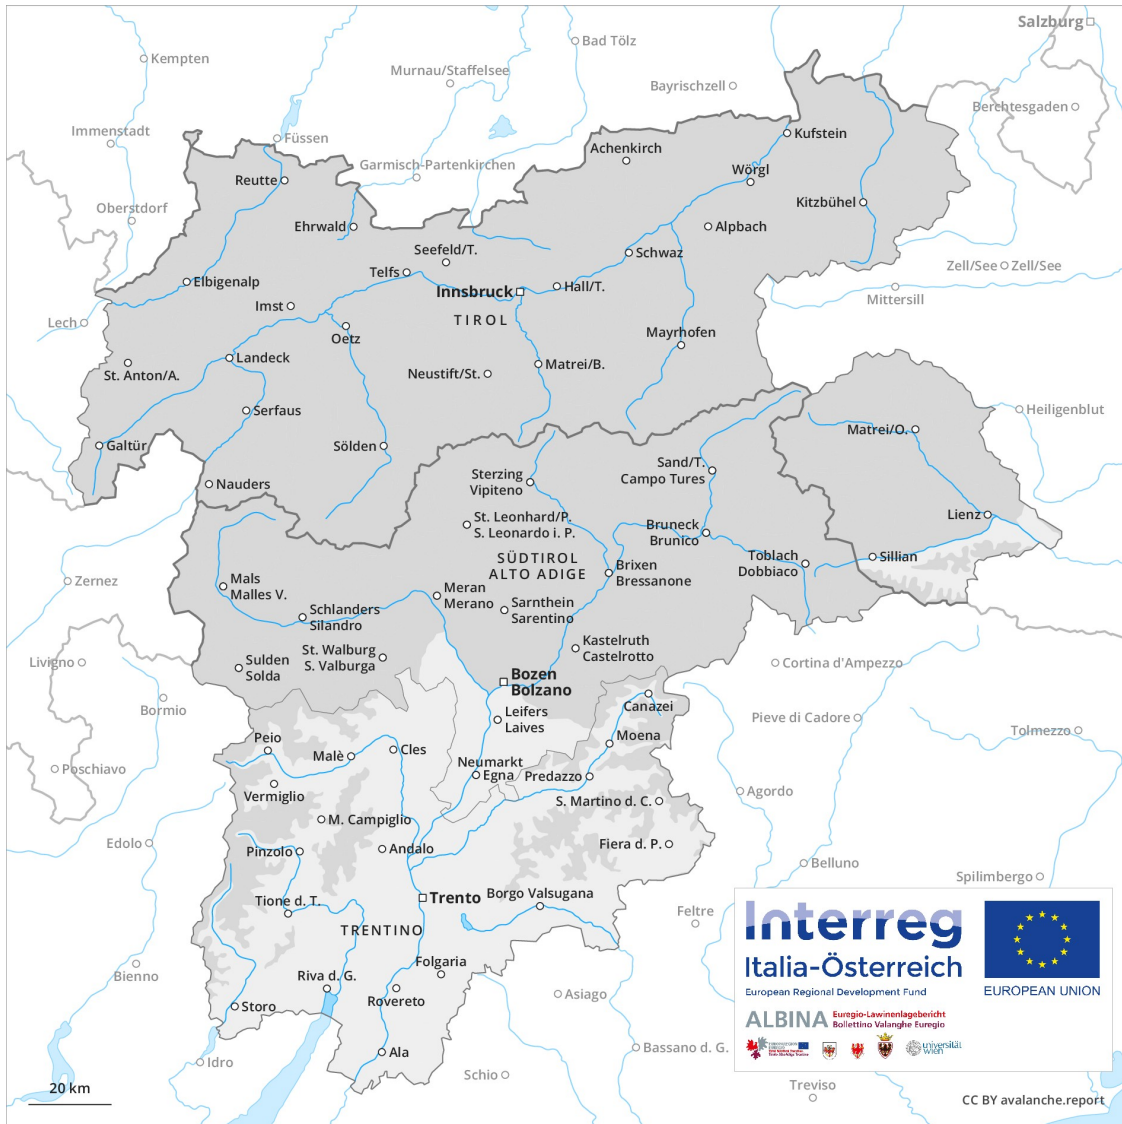 Salzburg
Bad Tölz
Kempten
Murnau/Staffelsee
Bayrischzell
Berchtesgaden
Immenstadt
Füssen
Kufstein
Achenkirch
Garmisch-Partenkirchen
Wörgl
Reutte
Kitzbühel
Oberstdorf
Ehrwald
Alpbach
Seefeld/T.
Schwaz
Telfs
Zell/See
Zell/See
Elbigenalp
Hall/T.
Innsbruck
Mittersill
Imst
TIROL
Lech
Oetz
Mayrhofen
Landeck
Matrei/B.
St. Anton/A.
Neustift/St.
Serfaus
Heiligenblut
Matrei/O.
Galtür
Sölden
Sand/T.
Campo Tures
Sterzing
Vipiteno
Nauders
St. Leonhard/P.
S. Leonardo i. P.
Lienz
Bruneck
Brunico
SÜDTIROL
ALTO ADIGE
Toblach
Dobbiaco
Sillian
Brixen
Bressanone
Zernez
Mals
Malles V.
Meran
Merano
Sarnthein
Sarentino
Schlanders
Silandro
Kastelruth
Castelrotto
St. Walburg
S. Valburga
Livigno
Sulden
Solda
Cortina d'Ampezzo
Bozen
Bolzano
Bormio
Canazei
Leifers
Laives
Pieve di Cadore
Tolmezzo
Peio
Moena
Cles
Malè
Neumarkt
Egna
Predazzo
Poschiavo
Vermiglio
Agordo
S. Martino d. C.
M. Campiglio
Edolo
Fiera d. P.
Pinzolo
Andalo
Belluno
Spilimbergo
Trento
Borgo Valsugana
Tione d. T.
Feltre
TRENTINO
Folgaria
Bienno
Riva d. G.
Rovereto
Asiago
Storo
Ala
Bassano d. G.
Idro
Schio
Treviso
20 km
Interreg
Italia-Österreich
European Regional Development Fund
EUROPEAN UNION
ALBINA
Euregio-Lawinenlagebericht
Bollettino Valanghe Euregio
universität
wien
CC BY avalanche.report